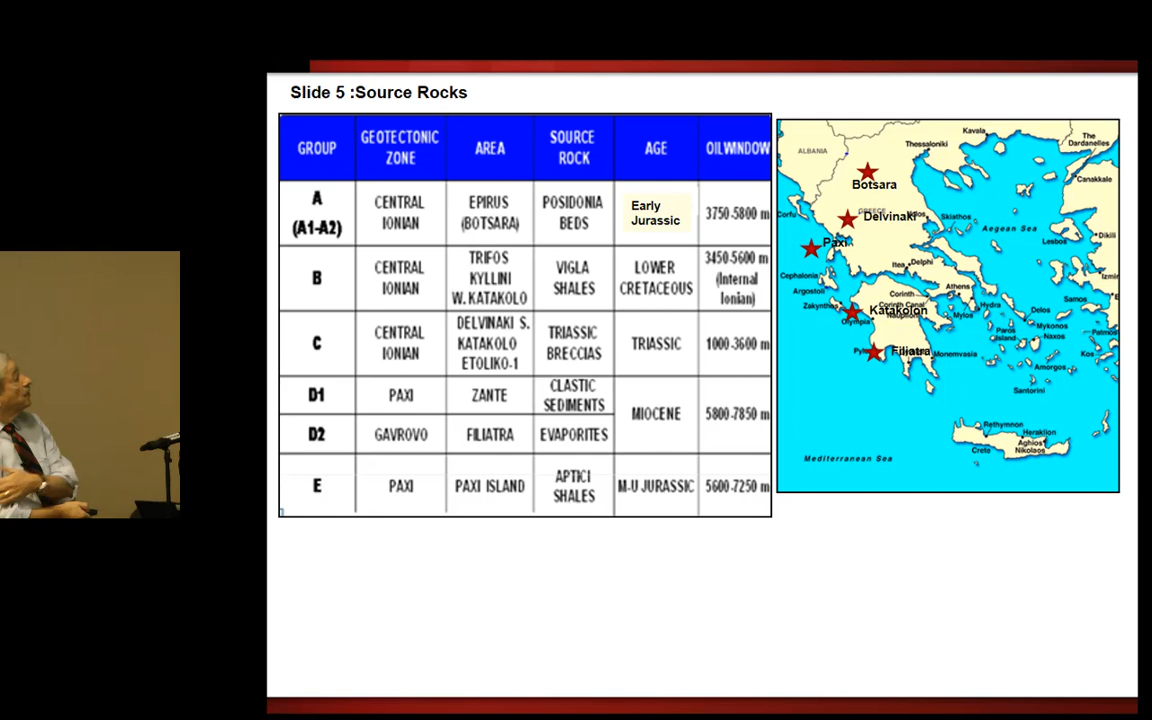 Slide 5 :Source Rocks
GROUP
GEOTECTONIC
ZONE
AREA
SOURCE
ROCK
AGE
OILWINDOW
A
(A1-A2)
CENTRAL
IONIAN
EPIRUS
(BOTSARA)
POSIDONIA
BEDS
Early
Jurassic
3750-5800 m
B
CENTRAL
IONIAN
TRIFOS
KYLLINI
W. KATAKOLO
VIGLA
SHALES
LOWER
CRETACEOUS
3450-5600 m
(Internal
Ionian)
C
CENTRAL
IONIAN
DELVINAKI S.
KATAKOLO
ETOLIKO-1
TRIASSIC
BRECCIAS
TRIASSIC
1000-3600 m
D1
PAXI
ZANTE
CLASTIC
SEDIMENTS
MIOCENE
5800-7850 m
D2
GAVROVO
FILIATRA
EVAPORITES
E
PAXI
PAXI ISLAND
APTICI
SHALES
M-U JURASSIC
5600-7250 m
Kavala
The
Dardanelles
ALBANIA
Thessaloniki
Canakkale
Botsara
Corfu
GREECE
Delvinaki
Skiathos
Aegean Sea
Dikili
Lesbos
Paxi
Itea
Delphi
Cephalonia
Izmir
Argostoli
Athens
Corinth
Zakynthos
Corinth Canal
Hydra
Samos
Katakolon
Nauplion
Mylos
Delos
Olympia
Mykonos
Paros
Island
Naxos
Patmos
Filiatra
Monemvasia
Kos
Amorgos
Santorini
Rethymnon
Heraklion
Crete
Aghios
Nikolaos
Mediterranean Sea